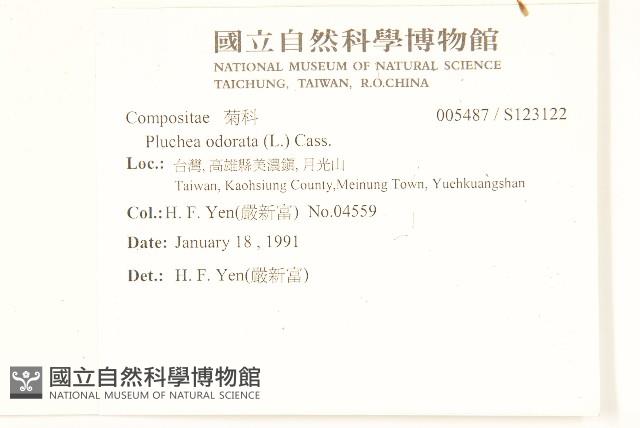 國立自然科學博物館
NATIONAL MUSEUM OF NATURAL SCIENCE
TAICHUNG, TAIWAN, R.O.CHINA
Compositae 菊科 005487 / S123122
Pluchea odorata (L.) Cass.
Loc.: 台灣, 高雄縣美濃鎮, 月光山
Taiwan, Kaohsiung County,Meinung Town, Yuehkuangshan
Col.: H. F. Yen(嚴新富) No.04559
Date: January 18 , 1991
Det.: H. F. Yen(嚴新富)
國立自然科學博物館
NATIONAL MUSEUM OF NATURAL SCIENCE